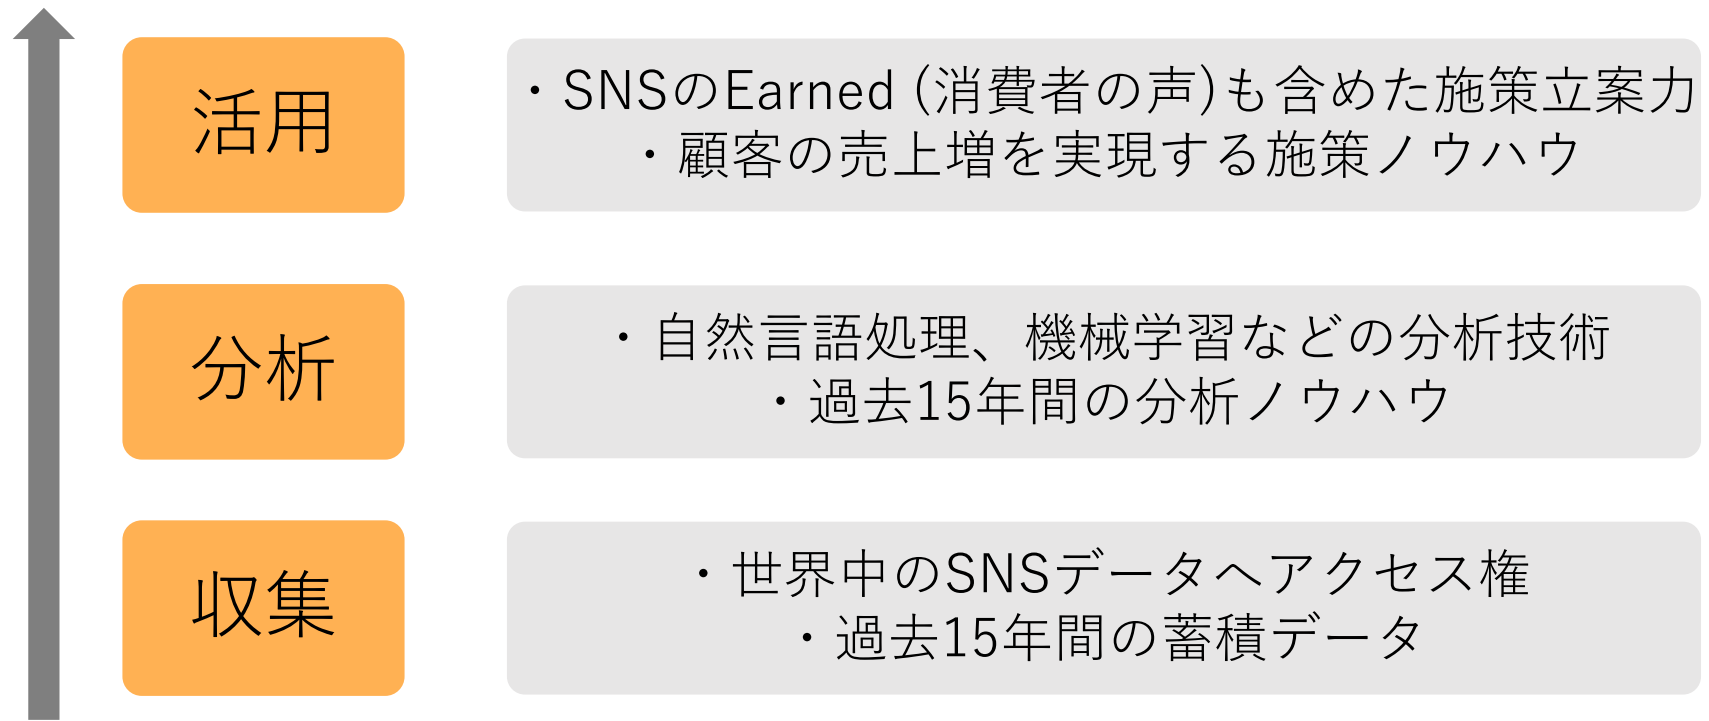 活用
・SNSのEarned (消費者の声)も含めた施策立案力
・顧客の売上増を実現する施策ノウハウ
分析
・自然言語処理、機械学習などの分析技術
・過去15年間の分析ノウハウ
収集
・世界中のSNSデータへアクセス権
・過去15年間の蓄積データ